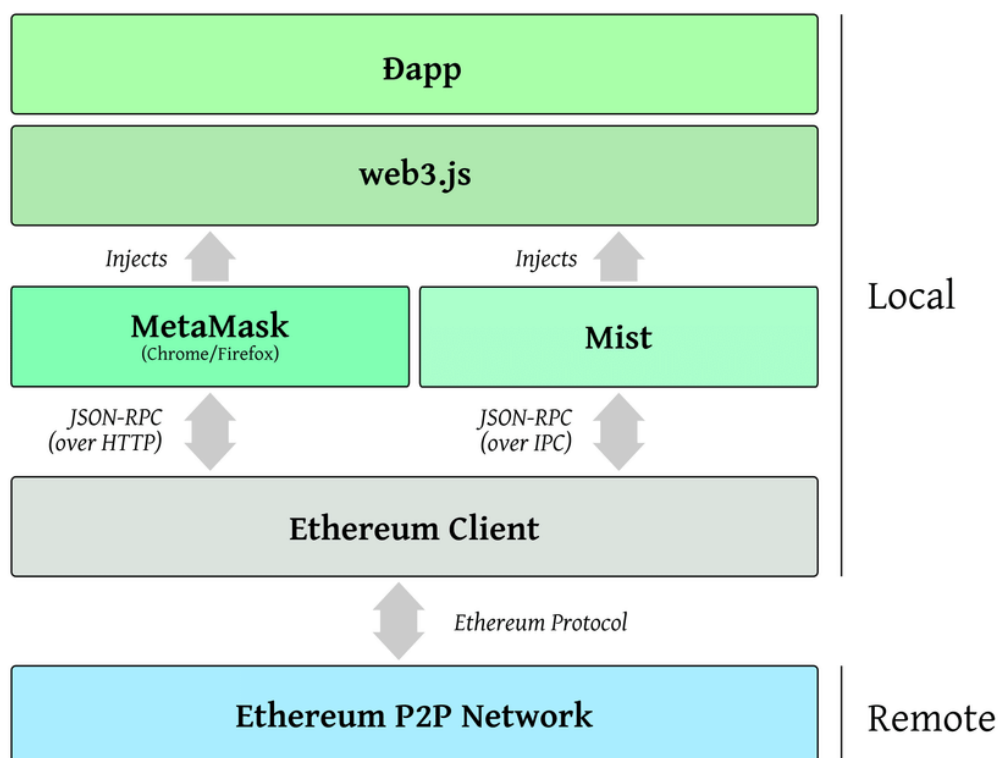 Đapp
web3.js
Injects
Injects
MetaMask
(Chrome/Firefox)
Mist
Local
JSON-RPC
(over HTTP)
JSON-RPC
(over IPC)
Ethereum Client
Ethereum Protocol
Ethereum P2P Network
Remote